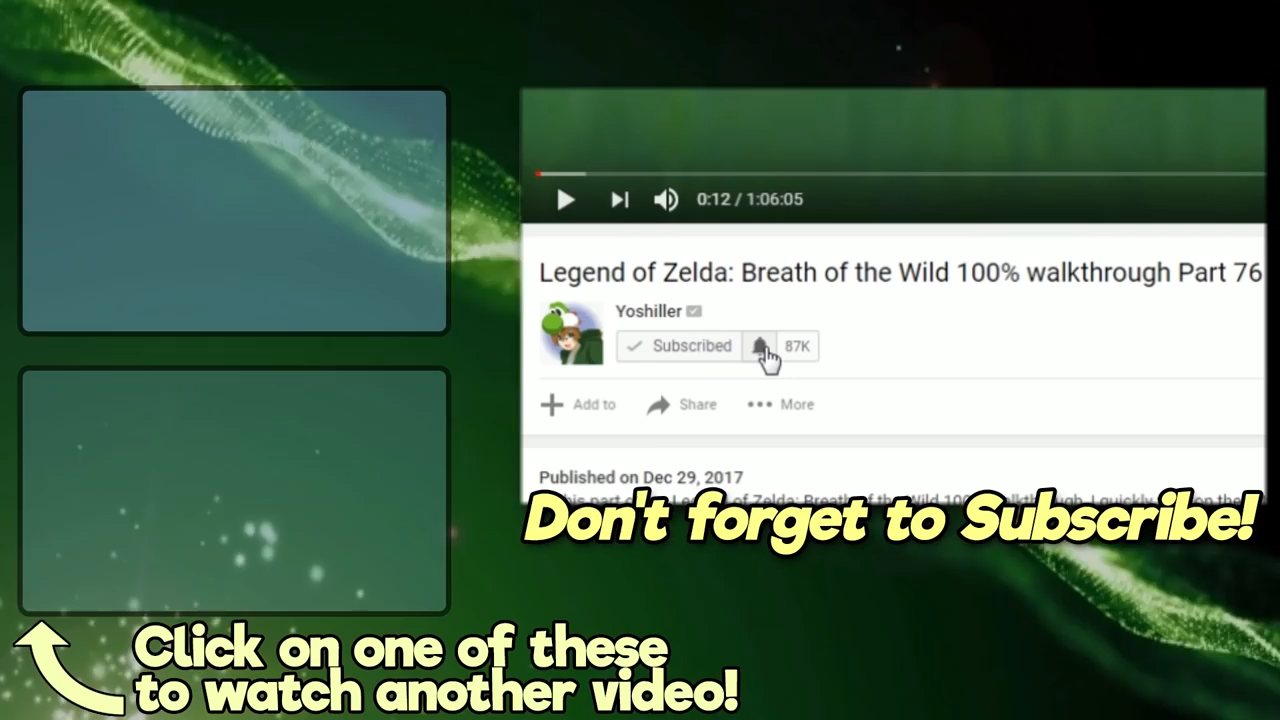 0:12 / 1:06:05
Legend of Zelda: Breath of the Wild 100% walkthrough Part 76
Yoshiller
Subscribed 87K
Add to Share More
Published on Dec 29, 2017
Don't forget to Subscribe!
Click on one of these
to watch another video!